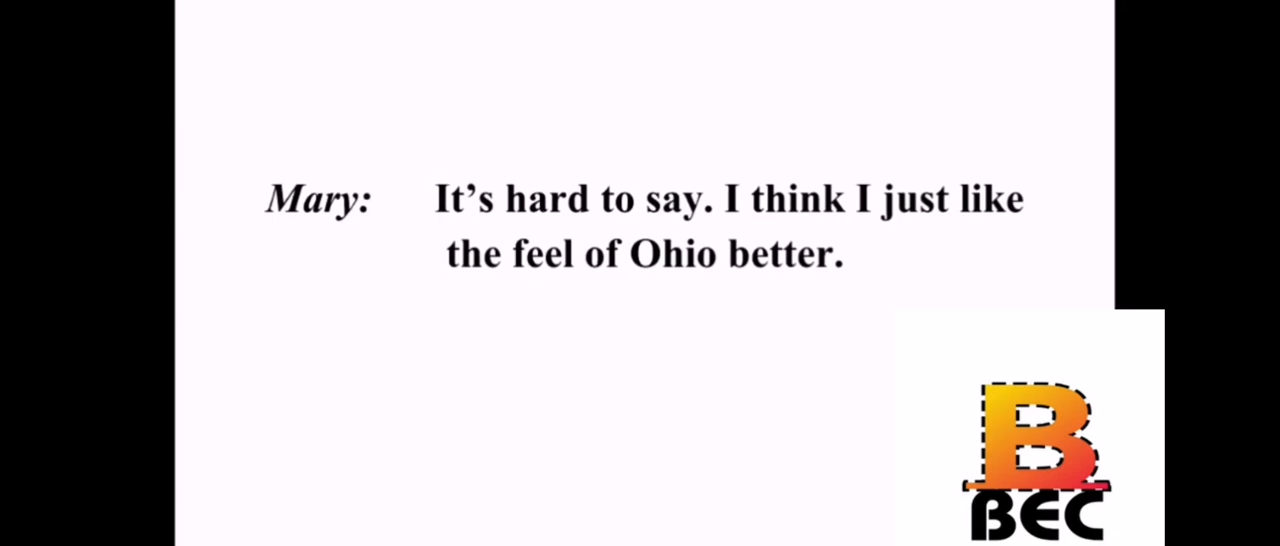 Mary: It’s hard to say. I think I just like
the feel of Ohio better.
B
BEC